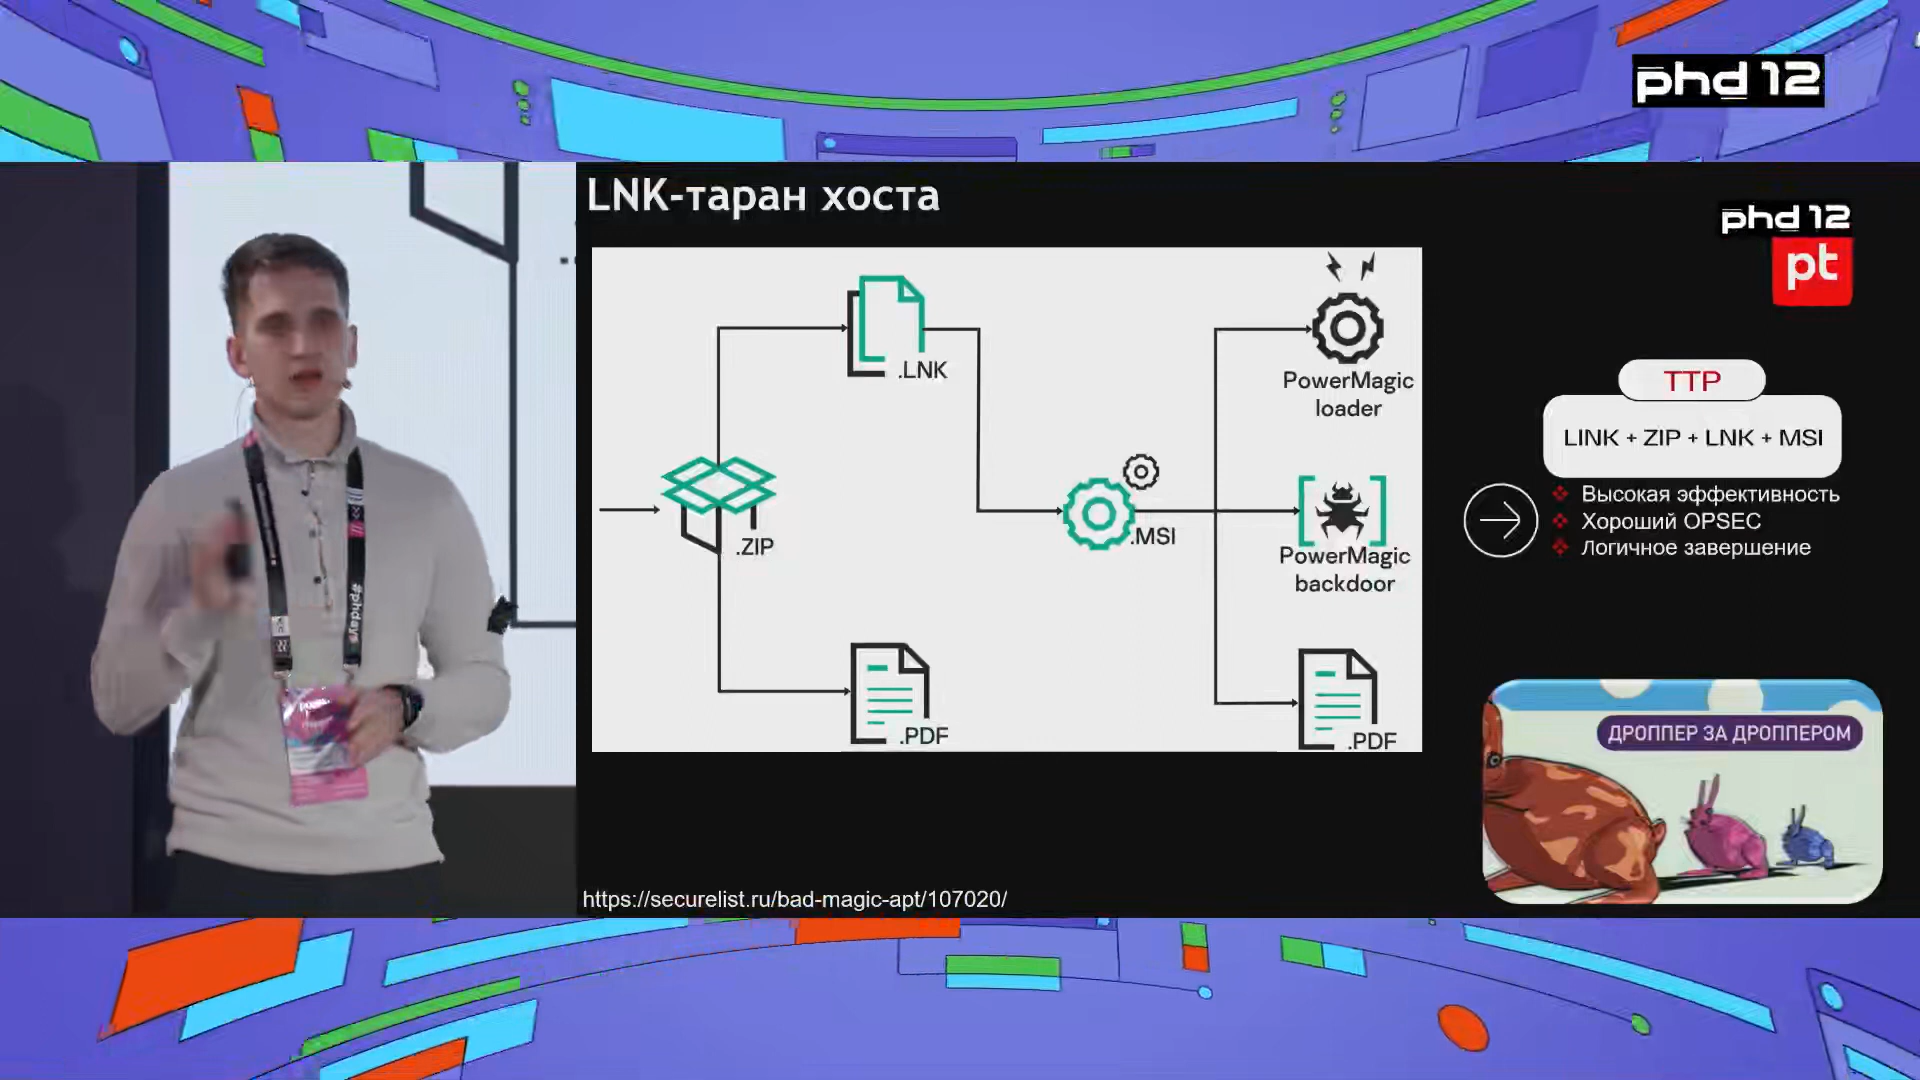 phd 12
LNK-таран хоста
phd 12
pt
.LNK
PowerMagic
loader
TTP
LINK + ZIP + LNK + MSI
Высокая эффективность
Хороший OPSEC
Логичное завершение
.ZIP
.MSI
PowerMagic
backdoor
#phdays
.PDF
.PDF
ДРОППЕР ЗА ДРОППЕРОМ
https://securelist.ru/bad-magic-apt/107020/